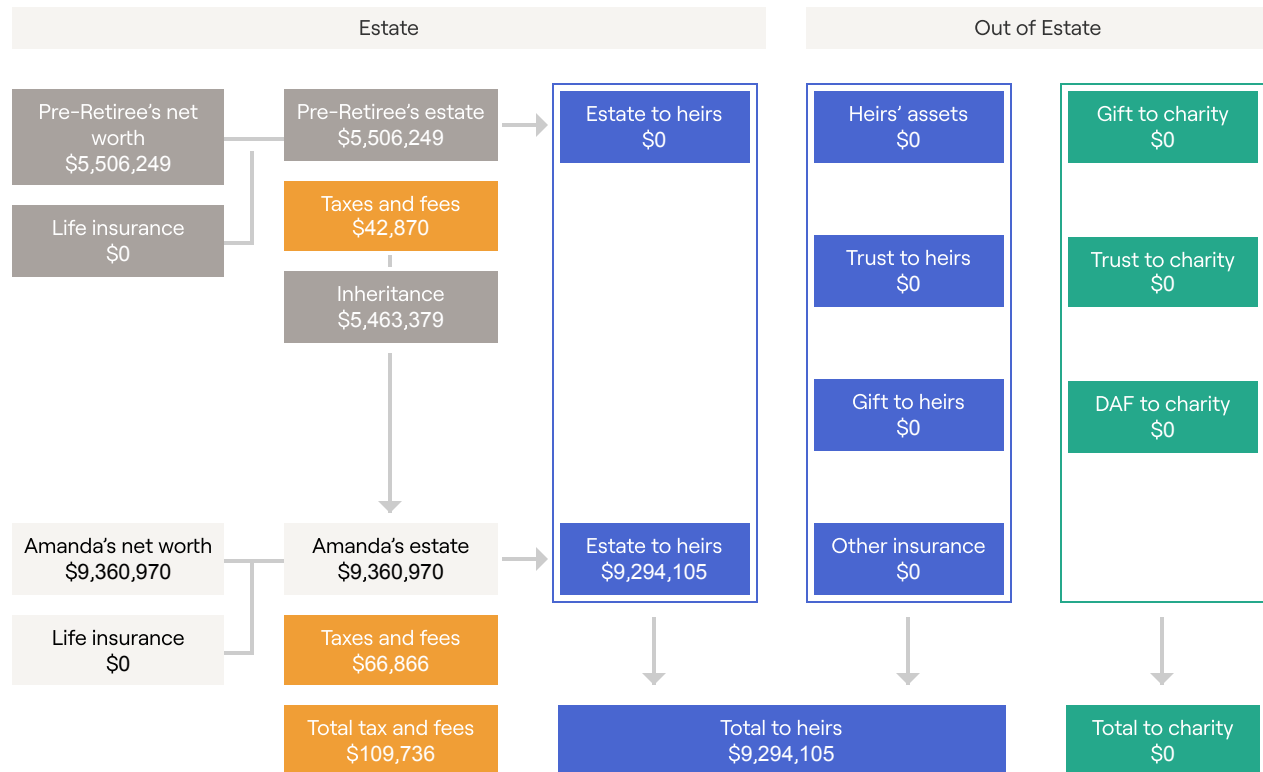 Estate
Out of Estate
Pre-Retiree’s net
worth
$5,506,249
Life insurance
$0
Pre-Retiree’s estate
$5,506,249
Taxes and fees
$42,870
Inheritance
$5,463,379
Estate to heirs
$0
Heirs’ assets
$0
Trust to heirs
$0
Gift to heirs
$0
Gift to charity
$0
Trust to charity
$0
DAF to charity
$0
Amanda’s net worth
$9,360,970
Life insurance
$0
Amanda’s estate
$9,360,970
Taxes and fees
$66,866
Total tax and fees
$109,736
Estate to heirs
$9,294,105
Other insurance
$0
Total to heirs
$9,294,105
Total to charity
$0